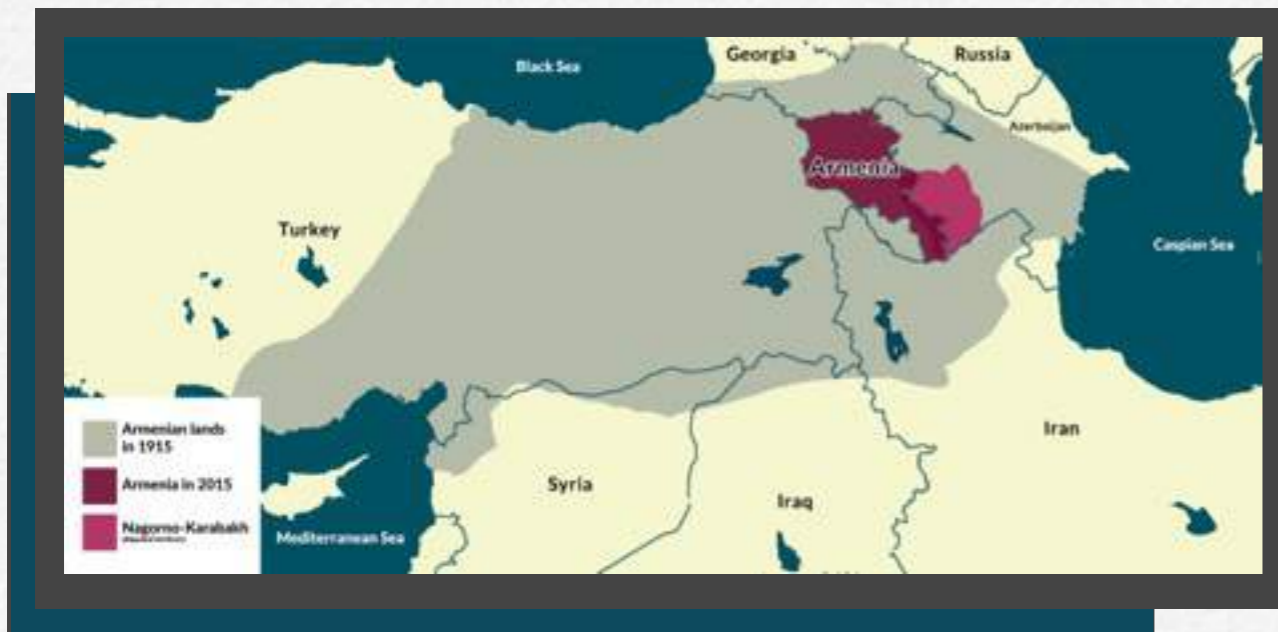 Georgia
Russia
Black Sea
Azerbaijan
Armenia
Turkey
Caspian Sea
Armenian lands
in 1915
Iran
Armenia in 2015
Syria
Iraq
Nagorno-Karabakh
Mediterranean Sea